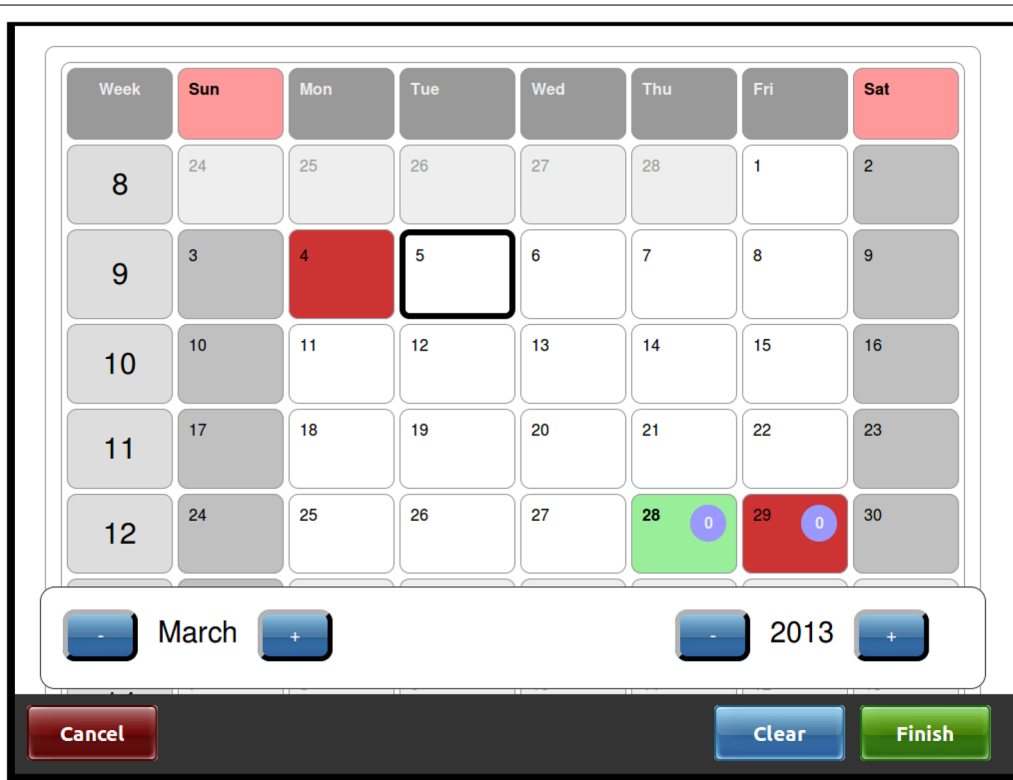 Week Sun Mon Tue Wed Thu Fri Sat
8 24 25 26 27 28 1 2
9 3 4 5 6 7 8 9
10 10 11 12 13 14 15 16
11 17 18 19 20 21 22 23
12 24 25 26 27 28 0 29 0 30
- March + - 2013 +
Cancel Clear Finish